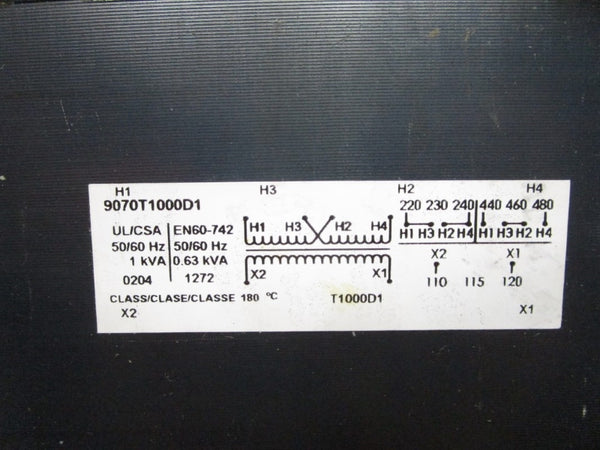 H1 H3 H2 H4
9070T1000D1
220 230 240 440 460 480
UL/CSA EN60-742
H1 H3 H2 H4
H1 H3 H2 H4 H1 H3 H2 H4
50/60 Hz 50/60 Hz
1 kVA 0.63 kVA
X2 X1
X2 X1
0204 1272
110 115 120
CLASS/CLASE/CLASSE 180 °C T1000D1
X2 X1